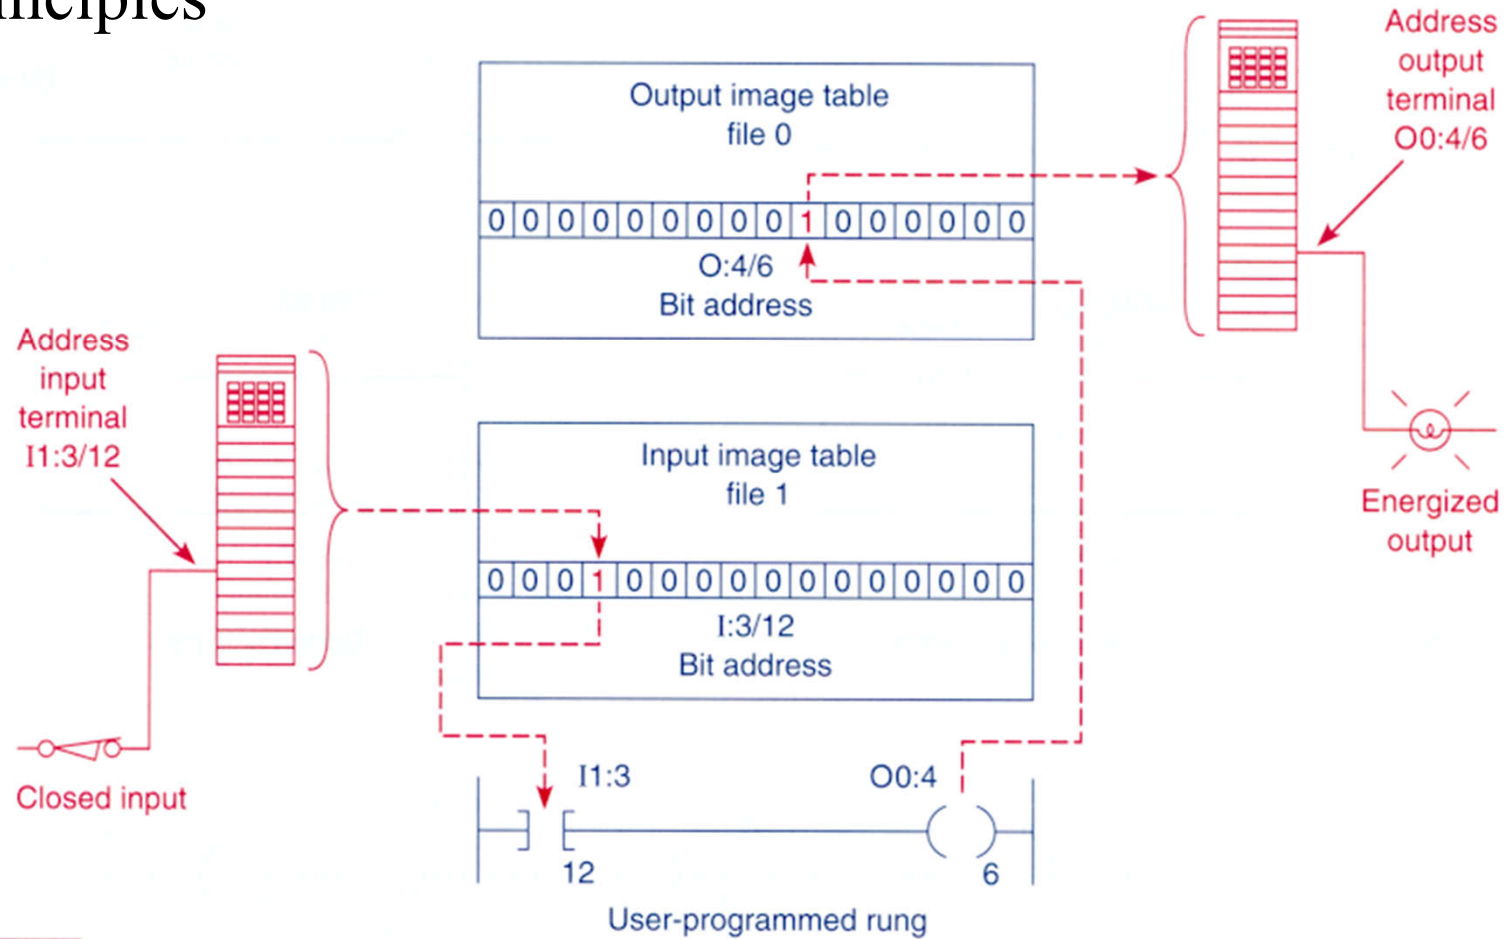 Output image table
file 0
0 0 0 0 0 0 0 0 0 1 0 0 0 0 0 0
O:4/6
Bit address
Address
output
terminal
O0:4/6
Energized
output
Address
input
terminal
I1:3/12
Closed input
Input image table
file 1
0 0 0 1 0 0 0 0 0 0 0 0 0 0 0 0
I:3/12
Bit address
I1:3
O0:4
12
6
User-programmed rung